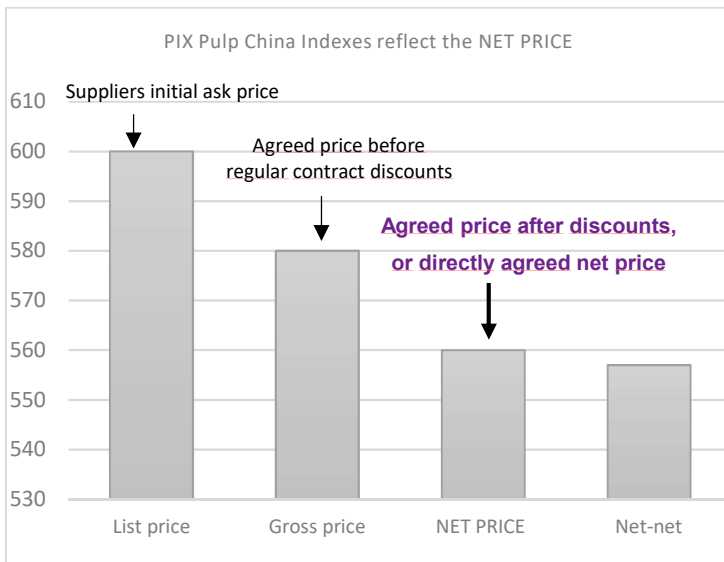 PIX Pulp China Indexes reflect the NET PRICE
Suppliers initial ask price
610
Agreed price before
regular contract discounts
600
590
Agreed price after discounts,
or directly agreed net price
580
570
560
550
540
530
List price
Gross price
NET PRICE
Net-net